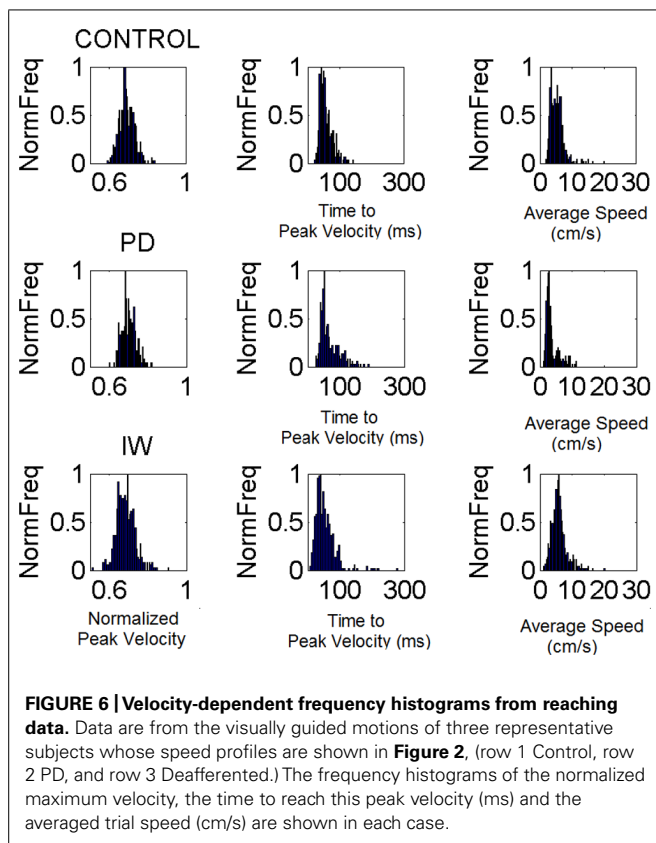 CONTROL
NormFreq
1
0.5
0
0.6 1
NormFreq
1
0.5
0
100 300
Time to
Peak Velocity (ms)
NormFreq
1
0.5
0
0 10 20 30
Average Speed
(cm/s)
PD
NormFreq
1
0.5
0
0.6 1
NormFreq
1
0.5
0
100 300
Time to
Peak Velocity (ms)
NormFreq
1
0.5
0
0 10 20 30
Average Speed
(cm/s)
IW
NormFreq
1
0.5
0
0.6 1
Normalized
Peak Velocity
NormFreq
1
0.5
0
100 300
Time to
Peak Velocity (ms)
NormFreq
1
0.5
0
0 10 20 30
Average Speed
(cm/s)
FIGURE 6 | Velocity-dependent frequency histograms from reaching
data. Data are from the visually guided motions of three representative
subjects whose speed profiles are shown in Figure 2, (row 1 Control, row
2 PD, and row 3 Deafferented.) The frequency histograms of the normalized
maximum velocity, the time to reach this peak velocity (ms) and the
averaged trial speed (cm/s) are shown in each case.